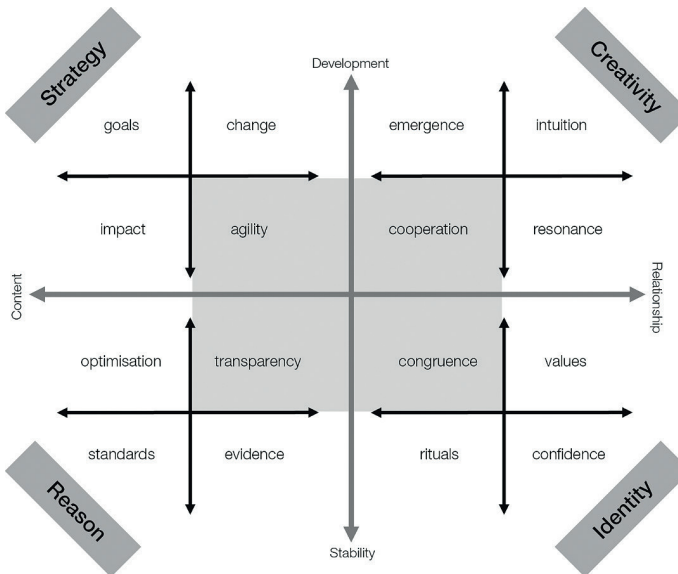 Strategy
Creativity
Development
goals
change
emergence
intuition
impact
agility
cooperation
resonance
Content
Relationship
optimisation
transparency
congruence
values
standards
evidence
rituals
confidence
Reason
Identity
Stability